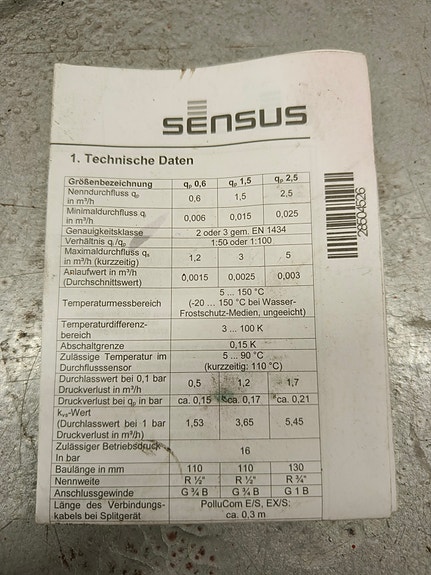 SENSUS
1. Technische Daten
Größenbezeichnung qp 0,6 qp 1,5 qp 2,5
Nenndurchfluss qp
in m³/h 0,6 1,5 2,5
Minimaldurchfluss qi
in m³/h 0,006 0,015 0,025
Genauigkeitsklasse 2 oder 3 gem. EN 1434
Verhältnis qi/qp 1:50 oder 1:100
Maximaldurchfluss qs
in m³/h (kurzzeitig) 1,2 3 5
Anlaufwert in m³/h
(Durchschnittswert) 0,0015 0,0025 0,003
Temperaturmessbereich 5 ... 150 °C
(-20 ... 150 °C bei Wasser-
Frostschutz-Medien, ungeeicht)
Temperaturdifferenz-
bereich 3 ... 100 K
Abschaltgrenze 0,15 K
Zulässige Temperatur im
Durchflusssensor 5 ... 90 °C
(kurzzeitig: 110 °C)
Durchlasswert bei 0,1 bar
Druckverlust in m³/h 0,5 1,2 1,7
Druckverlust bei qp in bar ca. 0,15 ca. 0,17 ca. 0,21
kvs-Wert
(Durchlasswert bei 1 bar
Druckverlust in m³/h) 1,53 3,65 5,45
Zulässiger Betriebsdruck
In bar 16
Baulänge in mm 110 110 130
Nennweite R ½" R ½" R ¾"
Anschlussgewinde G ¾ B G ¾ B G 1 B
Länge des Verbindungs-
kabels bei Splitgerät PolluCom E/S, EX/S:
ca. 0,3 m
28504526